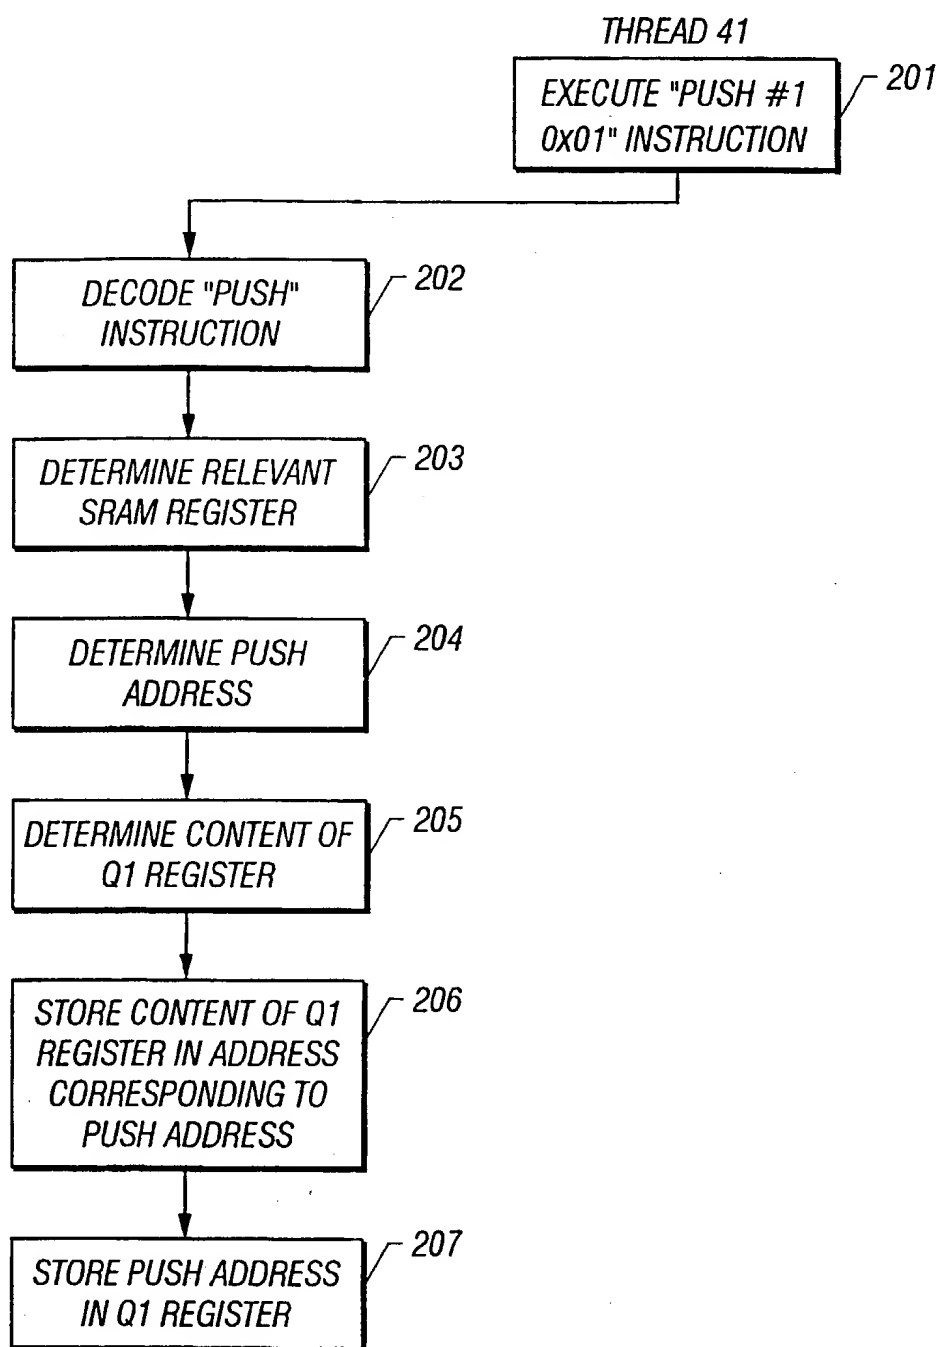 THREAD 41
EXECUTE "PUSH #1
0x01" INSTRUCTION
201
DECODE "PUSH"
INSTRUCTION
202
DETERMINE RELEVANT
SRAM REGISTER
203
DETERMINE PUSH
ADDRESS
204
DETERMINE CONTENT OF
Q1 REGISTER
205
STORE CONTENT OF Q1
REGISTER IN ADDRESS
CORRESPONDING TO
PUSH ADDRESS
206
STORE PUSH ADDRESS
IN Q1 REGISTER
207